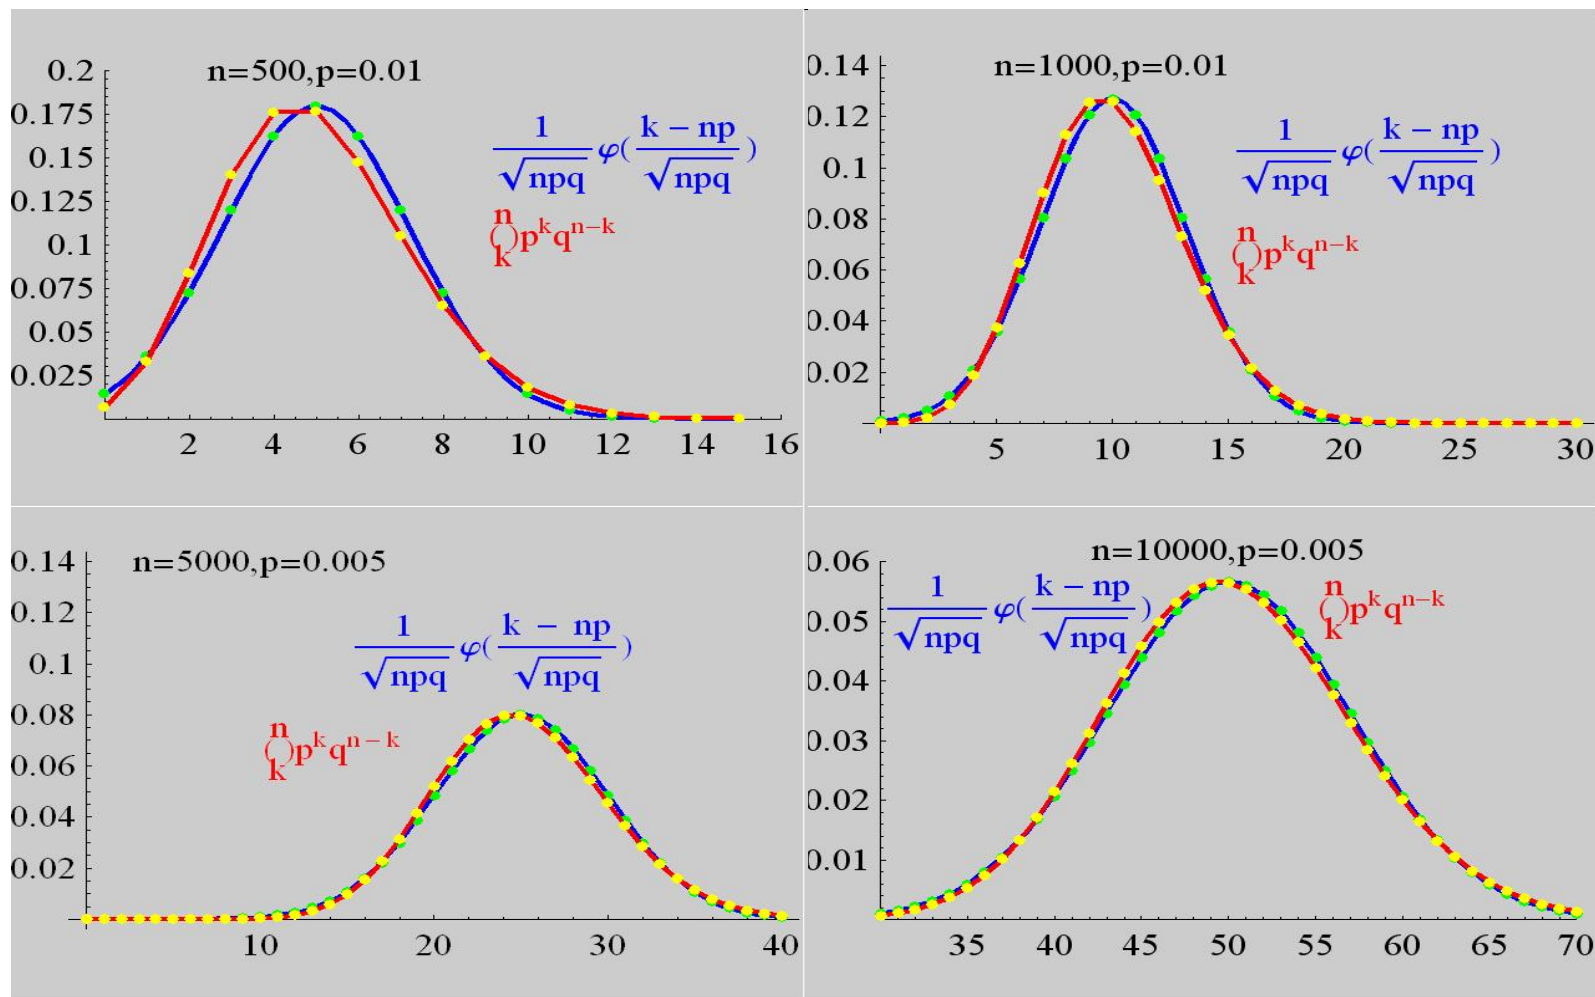 n=500,p=0.01
0.2
0.175
0.15
0.125
0.1
0.075
0.05
0.025
2 4 6 8 10 12 14 16
1/√npq φ( k − np/√npq )
(n k)p^k q^{n−k}
n=1000,p=0.01
0.14
0.12
0.1
0.08
0.06
0.04
0.02
5 10 15 20 25 30
1/√npq φ( k − np/√npq )
(n k)p^k q^{n−k}
n=5000,p=0.005
0.14
0.12
0.1
0.08
0.06
0.04
0.02
10 20 30 40
1/√npq φ( k − np/√npq )
(n k)p^k q^{n−k}
n=10000,p=0.005
0.06
0.05
0.04
0.03
0.02
0.01
35 40 45 50 55 60 65 70
1/√npq φ( k − np/√npq )
(n k)p^k q^{n−k}